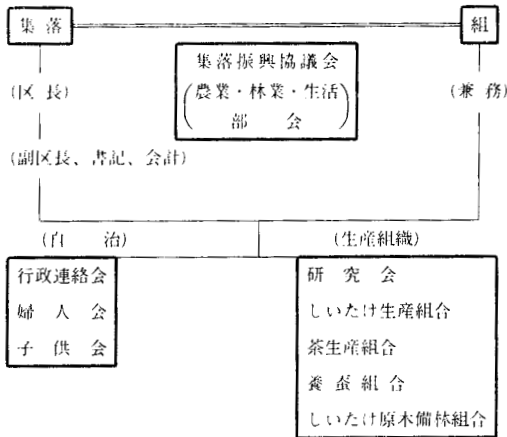 集落 組
集落振興協議会
(区長) (農業・林業・生活 (兼務)
部会)
(副区長、書記、会計)
(自治) (生産組織)
行政連絡会 研究会
婦人会 しいたけ生産組合
子供会 茶生産組合
養蚕組合
しいたけ原木備林組合